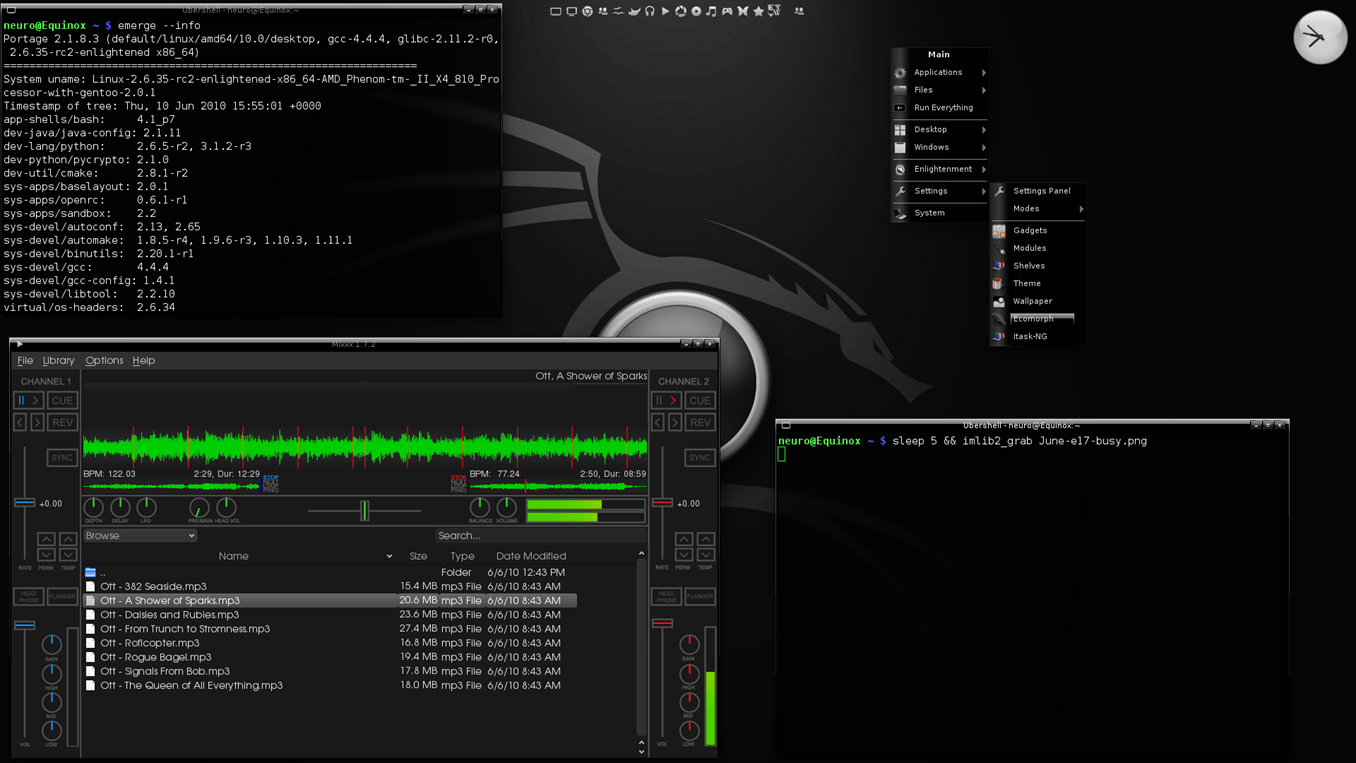 Ubershell - neuro@Equinox:~
neuro@Equinox ~ $ emerge --info
Portage 2.1.8.3 (default/linux/amd64/10.0/desktop, gcc-4.4.4, glibc-2.11.2-r0,
2.6.35-rc2-enlightened x86_64)
=================================================================
System uname: Linux-2.6.35-rc2-enlightened-x86_64-AMD_Phenom-tm-_II_X4_810_Pro
cessor-with-gentoo-2.0.1
Timestamp of tree: Thu, 10 Jun 2010 15:55:01 +0000
app-shells/bash:     4.1_p7
dev-java/java-config: 2.1.11
dev-lang/python:     2.6.5-r2, 3.1.2-r3
dev-python/pycrypto: 2.1.0
dev-util/cmake:      2.8.1-r2
sys-apps/baselayout: 2.0.1
sys-apps/openrc:     0.6.1-r1
sys-apps/sandbox:    2.2
sys-devel/autoconf:  2.13, 2.65
sys-devel/automake:  1.8.5-r4, 1.9.6-r3, 1.10.3, 1.11.1
sys-devel/binutils:  2.20.1-r1
sys-devel/gcc:       4.4.4
sys-devel/gcc-config: 1.4.1
sys-devel/libtool:   2.2.10
virtual/os-headers:  2.6.34
Main
Applications
Files
Run Everything
Desktop
Windows
Enlightenment
Settings
System
Settings Panel
Modes
Gadgets
Modules
Shelves
Theme
Wallpaper
Ecomorph
Itask-NG
Mixxx 1.7.2
File Library Options Help
CHANNEL 1
CUE
REV
SYNC
+0.00
RATE PERM TEMP
HEAD PHONE
FLANGER
GAIN
HIGH
MID
VOL LOW
Ott, A Shower of Sparks
BPM: 122.03 2:29, Dur: 12:29
BPM: 77.24 2:50, Dur: 08:59
DEPTH DELAY LFO PRE/MAIN HEAD VOL BALANCE VOLUME
Browse Search...
Name Size Type Date Modified
.. Folder 6/6/10 12:43 PM
Ott - 382 Seaside.mp3 15.4 MB mp3 File 6/6/10 8:43 AM
Ott - A Shower of Sparks.mp3 20.6 MB mp3 File 6/6/10 8:43 AM
Ott - Daisies and Rubies.mp3 23.6 MB mp3 File 6/6/10 8:43 AM
Ott - From Trunch to Stromness.mp3 27.4 MB mp3 File 6/6/10 8:43 AM
Ott - Roflcopter.mp3 16.8 MB mp3 File 6/6/10 8:43 AM
Ott - Rogue Bagel.mp3 19.4 MB mp3 File 6/6/10 8:43 AM
Ott - Signals From Bob.mp3 17.8 MB mp3 File 6/6/10 8:43 AM
Ott - The Queen of All Everything.mp3 18.0 MB mp3 File 6/6/10 8:43 AM
CHANNEL 2
CUE
REV
SYNC
+0.00
RATE PERM TEMP
HEAD PHONE
FLANGER
GAIN
HIGH
MID
VOL LOW
Ubershell - neuro@Equinox:~
neuro@Equinox ~ $ sleep 5 && imlib2_grab June-e17-busy.png